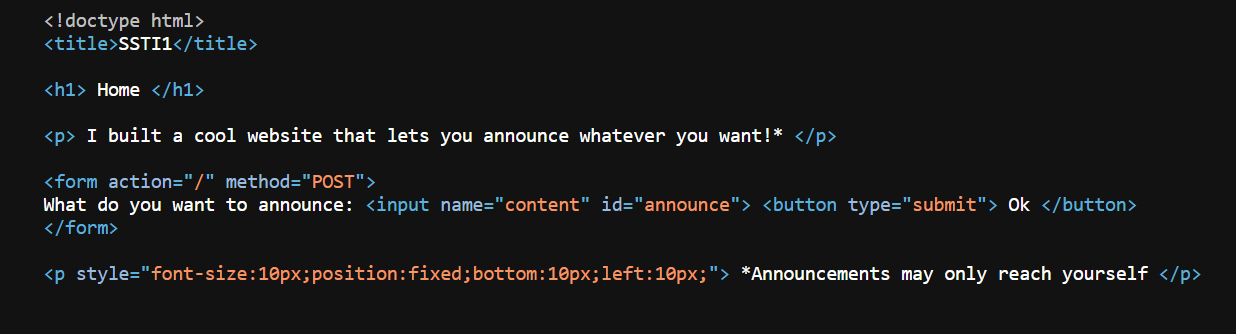 <!doctype html>
<title>SSTI1</title>
<h1> Home </h1>
<p> I built a cool website that lets you announce whatever you want!* </p>
<form action="/" method="POST">
What do you want to announce: <input name="content" id="announce"> <button type="submit"> Ok </button>
</form>
<p style="font-size:10px;position:fixed;bottom:10px;left:10px;"> *Announcements may only reach yourself </p>